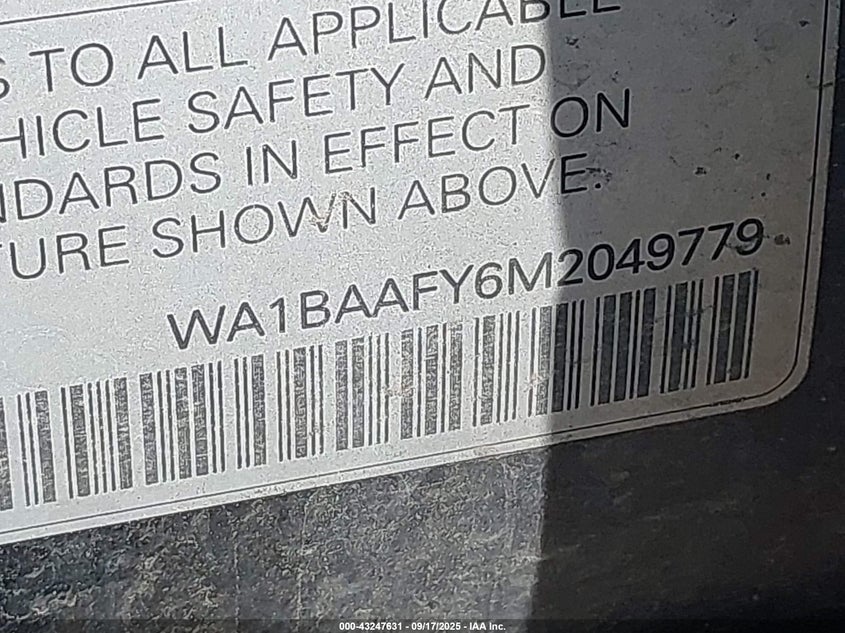 S TO ALL APPLICABLE
HICLE SAFETY AND
NDARDS IN EFFECT ON
TURE SHOWN ABOVE.
WA1BAAFY6M2049779
000-43247631 - 09/17/2025 - IAA Inc.